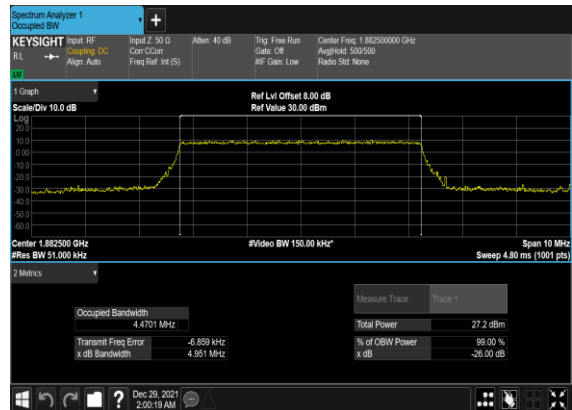 Spectrum Analyzer 1
Occupied BW
+
KEYSIGHT Input: RF Input Z: 50 Ω Atten: 40 dB Trig: Free Run Center Freq: 1.882500000 GHz
RL Coupling: DC Corr CCorr Gate: Off Avg|Hold: 500/500
Align: Auto Freq Ref: Int (S) #IF Gain: Low Radio Std: None
LW
1 Graph
Ref Lvl Offset 8.00 dB
Scale/Div 10.0 dB Ref Value 30.00 dBm
Log
20.0
10.0
0.00
-10.0
-20.0
-30.0
-40.0
-50.0
-60.0
Center 1.882500 GHz #Video BW 150.00 kHz* Span 10 MHz
#Res BW 51.000 kHz Sweep 4.80 ms (1001 pts)
2 Metrics
Measure Trace Trace 1
Occupied Bandwidth
4.4701 MHz Total Power 27.2 dBm
Transmit Freq Error -6.859 kHz % of OBW Power 99.00 %
x dB Bandwidth 4.951 MHz x dB -26.00 dB
? Dec 29, 2021
2:00:19 AM